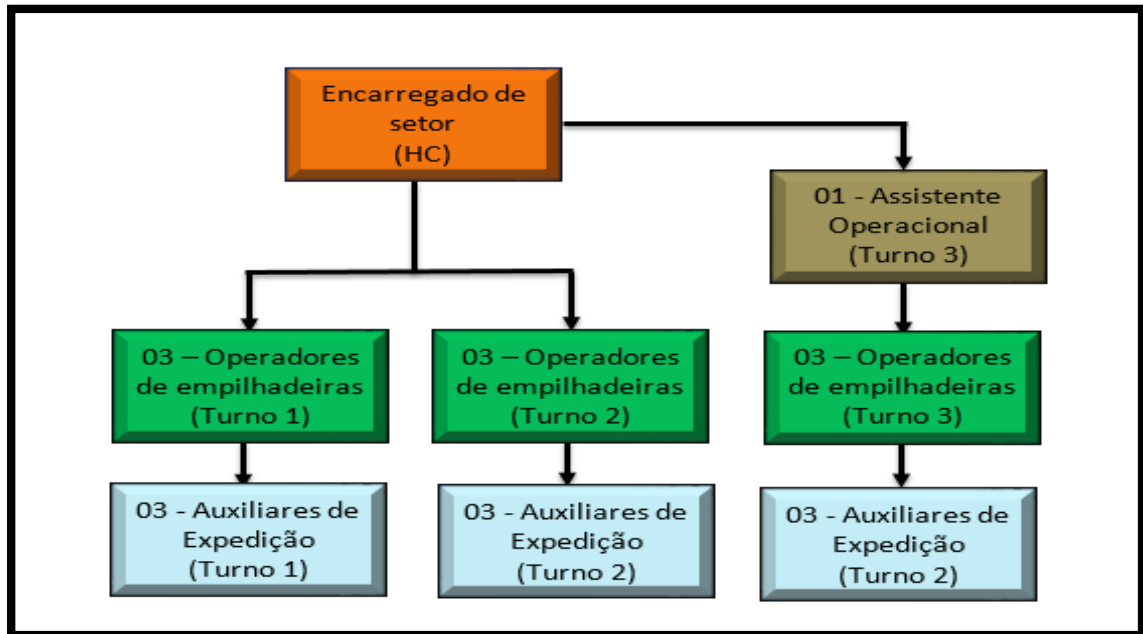 Encarregado de
setor
(HC)
01 - Assistente
Operacional
(Turno 3)
03 – Operadores
de empilhadeiras
(Turno 1)
03 – Operadores
de empilhadeiras
(Turno 2)
03 – Operadores
de empilhadeiras
(Turno 3)
03 - Auxiliares de
Expedição
(Turno 1)
03 - Auxiliares de
Expedição
(Turno 2)
03 - Auxiliares de
Expedição
(Turno 2)